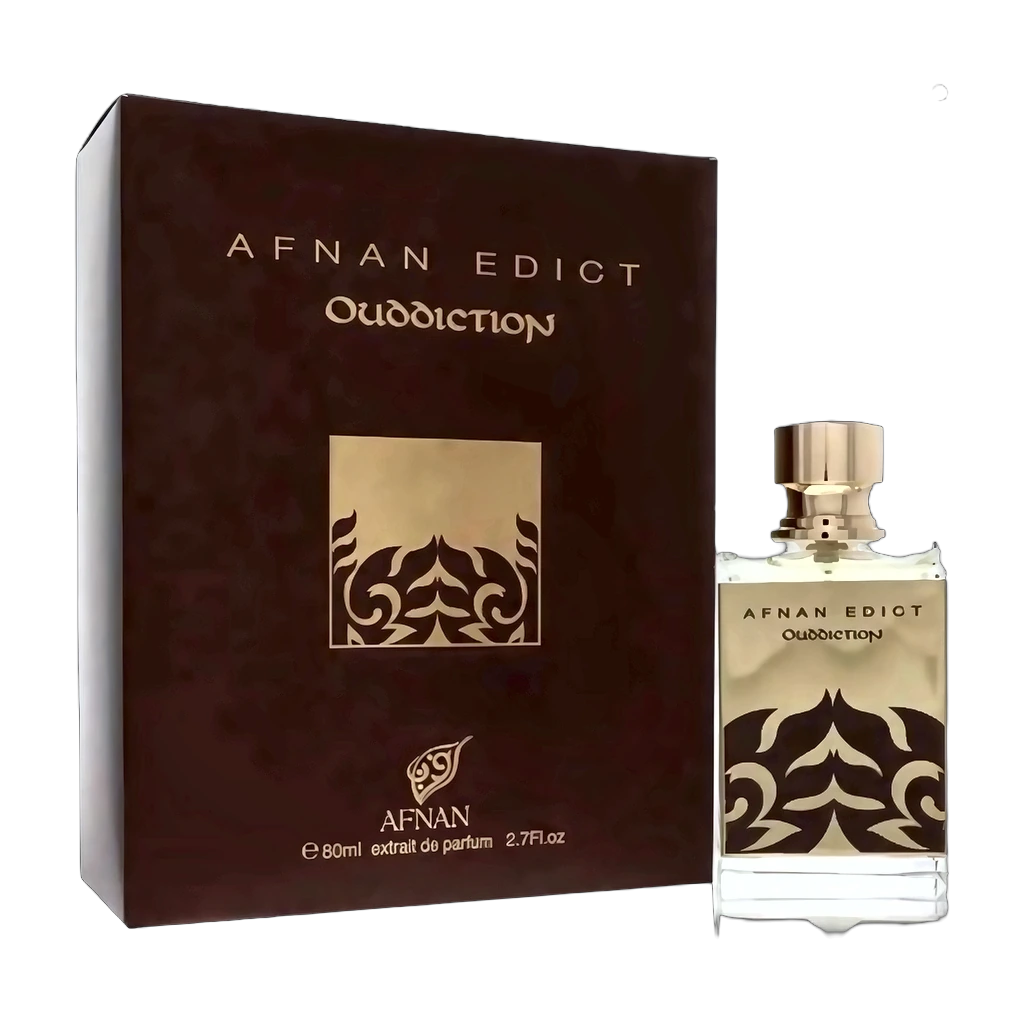 AFNAN EDICT
OUDDICTION
AFNAN
℮ 80ml extrait de parfum 2.7Fl.oz
AFNAN EDICT
OUDDICTION